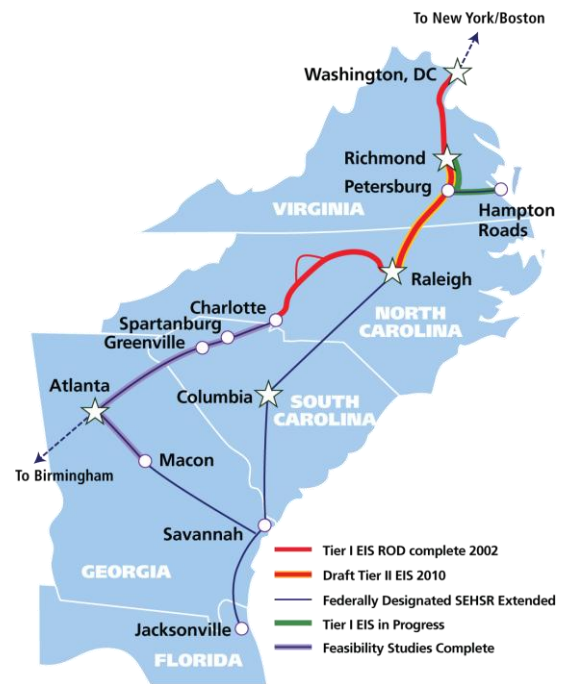 To New York/Boston
Washington, DC
Richmond
Petersburg
VIRGINIA
Hampton
Roads
Raleigh
Charlotte
NORTH
CAROLINA
Spartanburg
Greenville
Atlanta
Columbia
SOUTH
CAROLINA
To Birmingham
Macon
Savannah
GEORGIA
Jacksonville
FLORIDA
Tier I EIS ROD complete 2002
Draft Tier II EIS 2010
Federally Designated SEHSR Extended
Tier I EIS in Progress
Feasibility Studies Complete